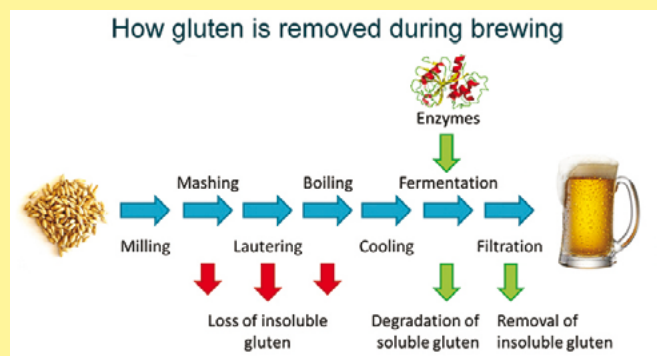 How gluten is removed during brewing
Enzymes
Mashing
Boiling
Fermentation
Milling
Lautering
Cooling
Filtration
Loss of insoluble
gluten
Degradation of
soluble gluten
Removal of
insoluble gluten